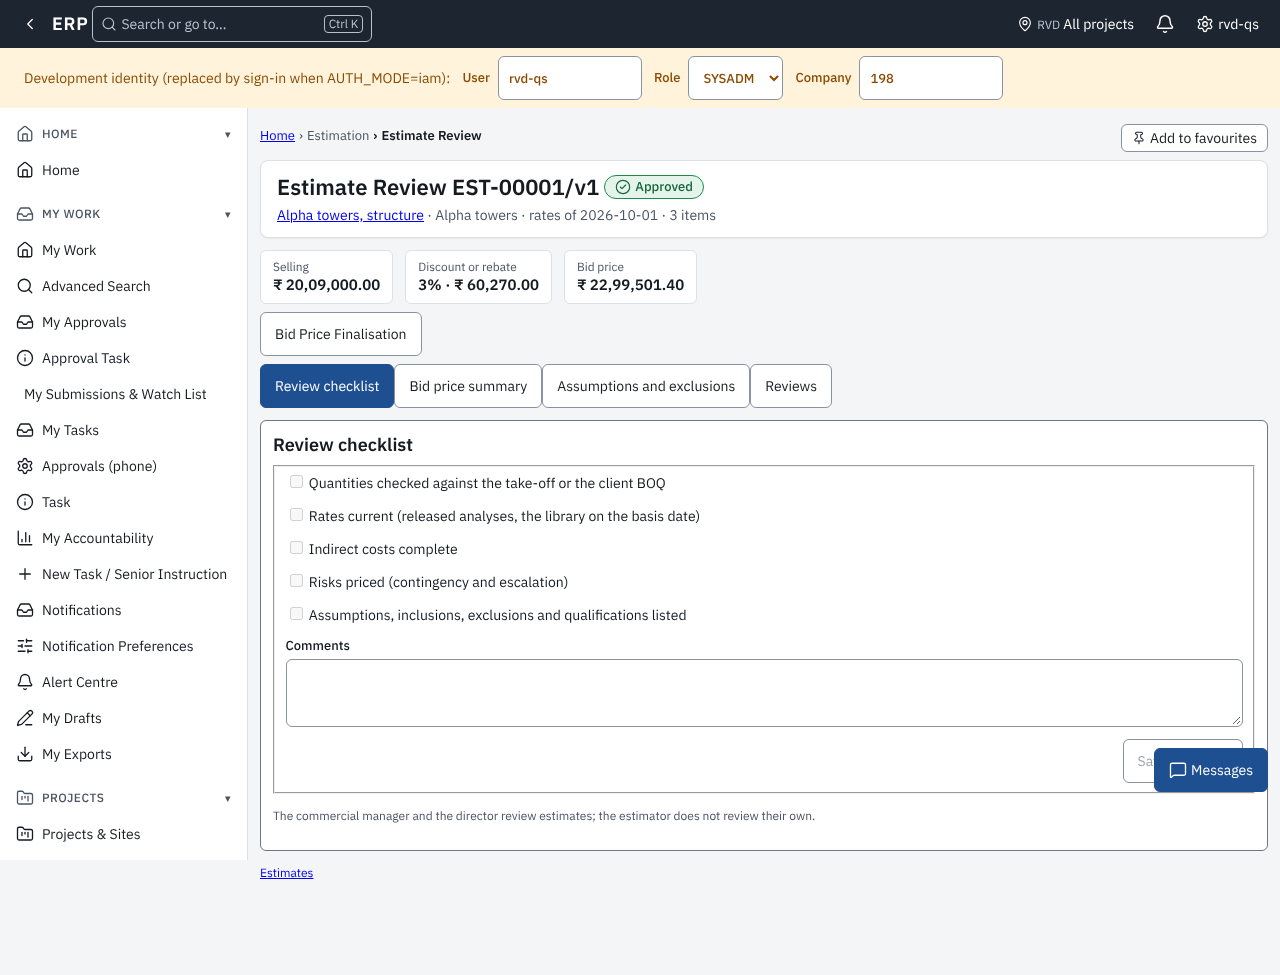 ERP
Search or go to...
Ctrl K
RVD All projects
rvd-qs
Development identity (replaced by sign-in when AUTH_MODE=iam):
User
rvd-qs
Role
SYSADM
Company
198
HOME
Home
MY WORK
My Work
Advanced Search
My Approvals
Approval Task
My Submissions & Watch List
My Tasks
Approvals (phone)
Task
My Accountability
New Task / Senior Instruction
Notifications
Notification Preferences
Alert Centre
My Drafts
My Exports
PROJECTS
Projects & Sites
Home › Estimation › Estimate Review
Add to favourites
Estimate Review EST-00001/v1
Approved
Alpha towers, structure · Alpha towers · rates of 2026-10-01 · 3 items
Selling
₹ 20,09,000.00
Discount or rebate
3% · ₹ 60,270.00
Bid price
₹ 22,99,501.40
Bid Price Finalisation
Review checklist
Bid price summary
Assumptions and exclusions
Reviews
Review checklist
Quantities checked against the take-off or the client BOQ
Rates current (released analyses, the library on the basis date)
Indirect costs complete
Risks priced (contingency and escalation)
Assumptions, inclusions, exclusions and qualifications listed
Comments
Messages
The commercial manager and the director review estimates; the estimator does not review their own.
Estimates